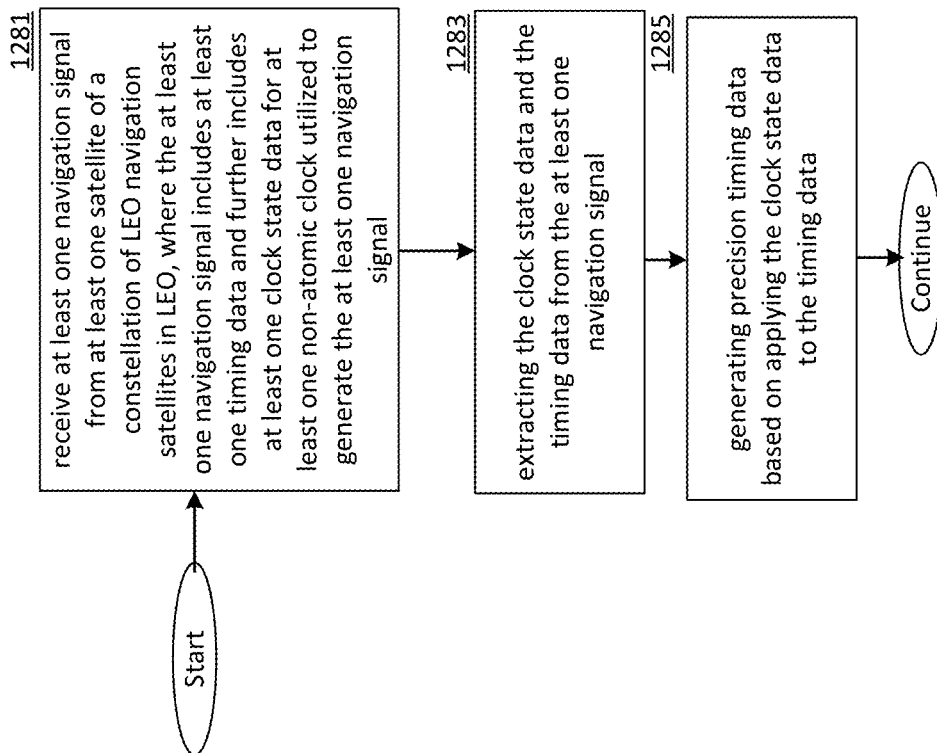 Start
1281
receive at least one navigation signal
from at least one satellite of a
constellation of LEO navigation
satellites in LEO, where the at least
one navigation signal includes at least
one timing data and further includes
at least one clock state data for at
least one non-atomic clock utilized to
generate the at least one navigation
signal
1283
extracting the clock state data and the
timing data from the at least one
navigation signal
1285
generating precision timing data
based on applying the clock state data
to the timing data
Continue